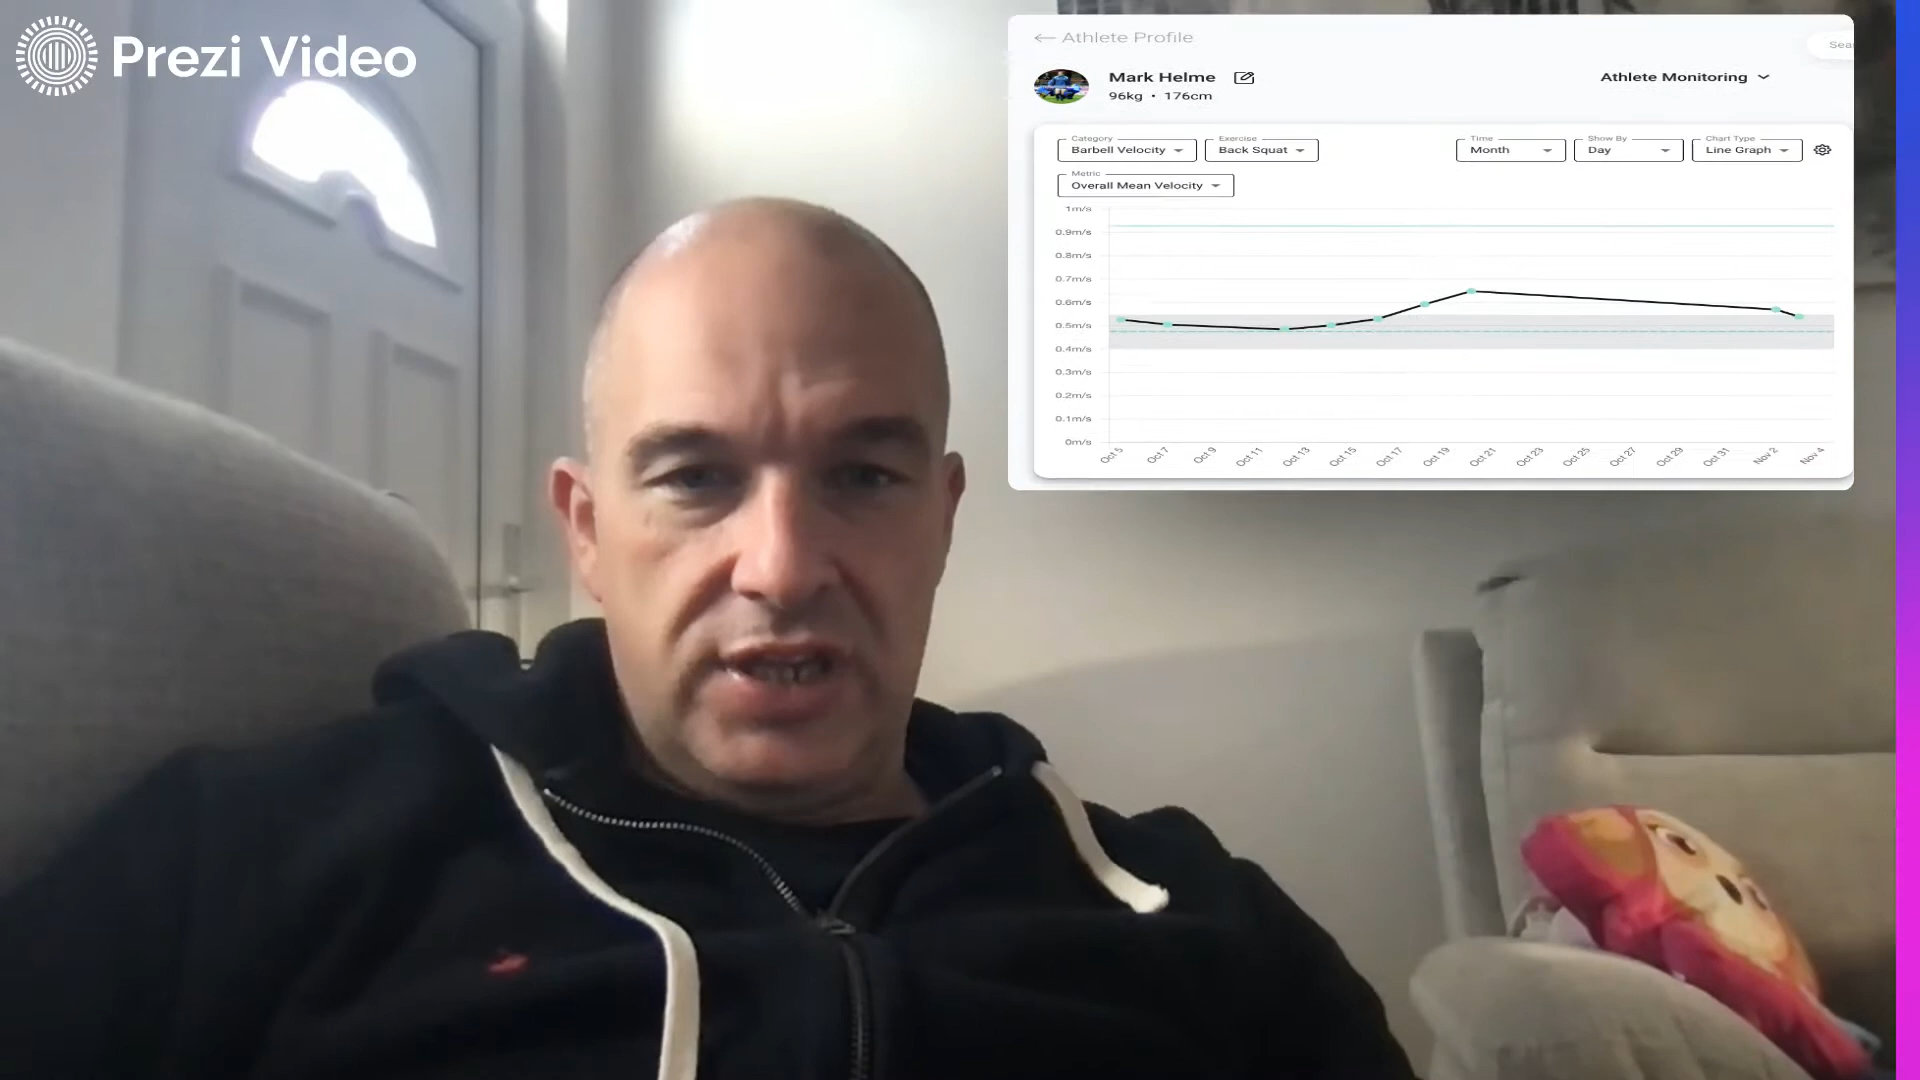 Prezi Video
← Athlete Profile
Mark Helme
96kg • 176cm
Athlete Monitoring
Category
Barbell Velocity
Exercise
Back Squat
Time
Month
Show By
Day
Chart Type
Line Graph
Metric
Overall Mean Velocity
1m/s
0.9m/s
0.8m/s
0.7m/s
0.6m/s
0.5m/s
0.4m/s
0.3m/s
0.2m/s
0.1m/s
0m/s
Oct 5
Oct 7
Oct 9
Oct 11
Oct 13
Oct 15
Oct 17
Oct 19
Oct 21
Oct 23
Oct 25
Oct 27
Oct 29
Oct 31
Nov 2
Nov 4